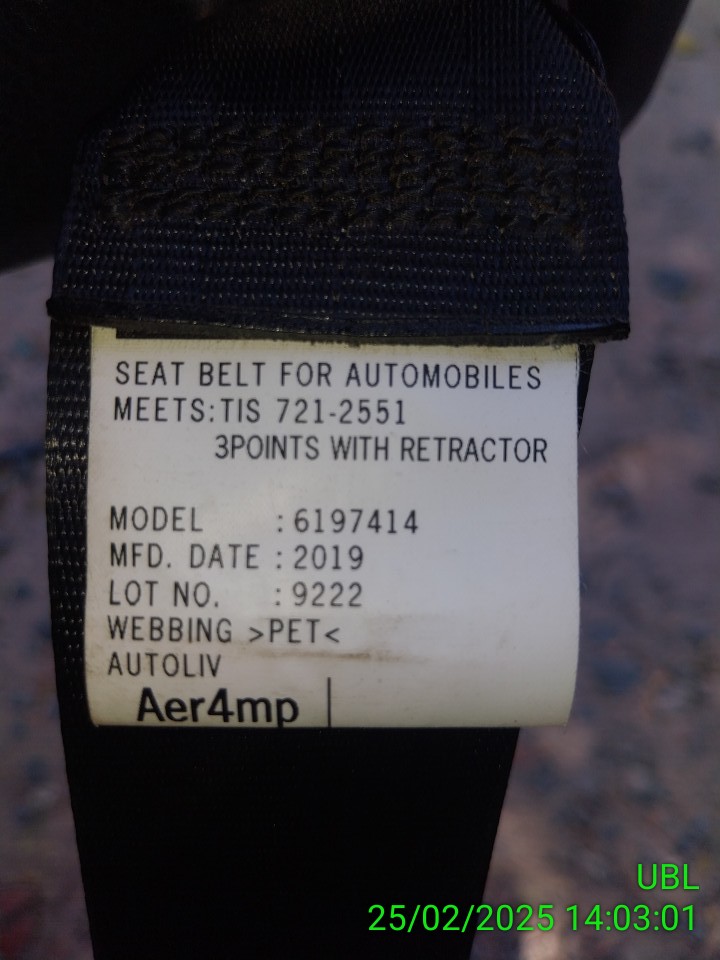 SEAT BELT FOR AUTOMOBILES
MEETS:TIS 721-2551
3POINTS WITH RETRACTOR
MODEL : 6197414
MFD. DATE : 2019
LOT NO. : 9222
WEBBING >PET<
AUTOLIV
Aer4mp
UBL
25/02/2025 14:03:01